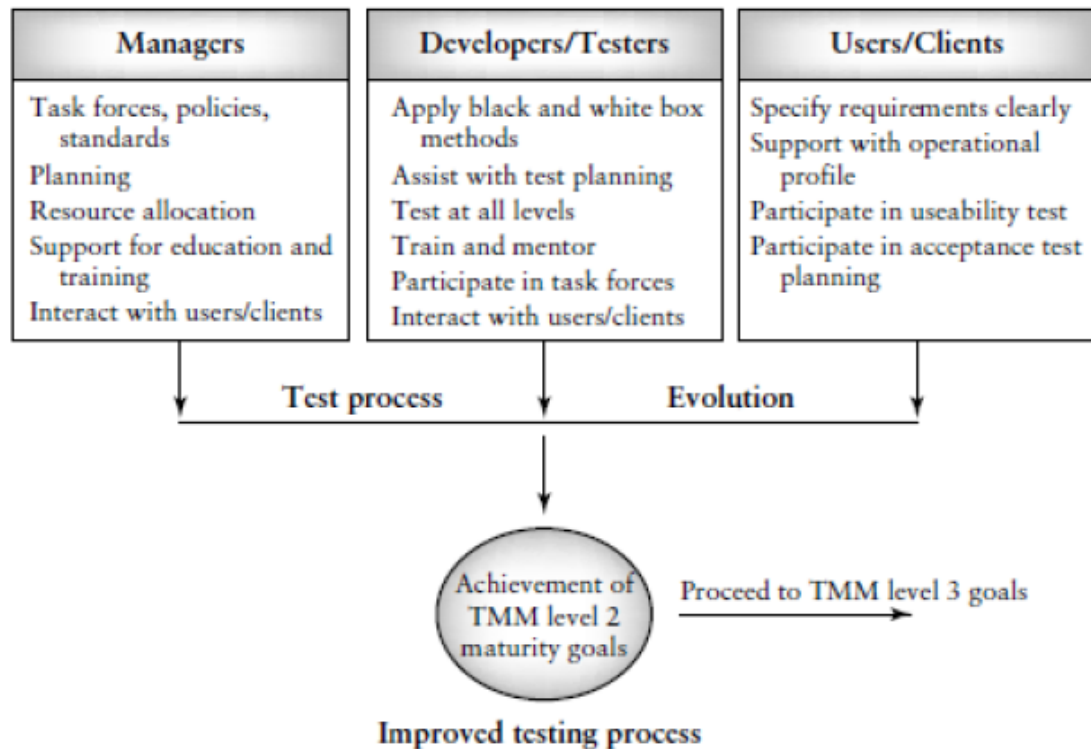 Managers
Task forces, policies,
standards
Planning
Resource allocation
Support for education and
training
Interact with users/clients
Developers/Testers
Apply black and white box
methods
Assist with test planning
Test at all levels
Train and mentor
Participate in task forces
Interact with users/clients
Users/Clients
Specify requirements clearly
Support with operational
profile
Participate in useability test
Participate in acceptance test
planning
Test process
Evolution
Achievement of
TMM level 2
maturity goals
Proceed to TMM level 3 goals
Improved testing process